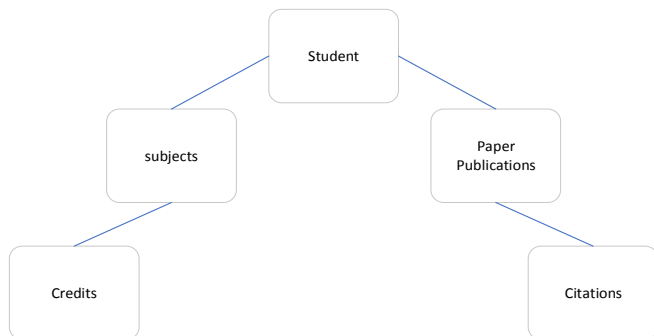 Student
subjects
Paper
Publications
Credits
Citations